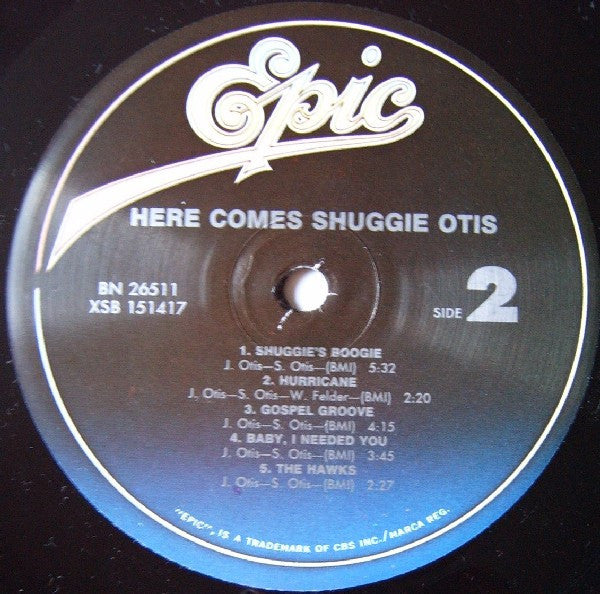 Epic
HERE COMES SHUGGIE OTIS
BN 26511
XSB 151417
SIDE 2
1. SHUGGIE'S BOOGIE
J. Otis—S. Otis—(BMI) 5:32
2. HURRICANE
J. Otis—S. Otis—W. Felder—(BMI) 2:20
3. GOSPEL GROOVE
J. Otis—S. Otis—(BMI) 4:15
4. BABY, I NEEDED YOU
J. Otis—S. Otis—(BMI) 3:45
5. THE HAWKS
J. Otis—S. Otis—(BMI) 2:27
"EPIC", IS A TRADEMARK OF CBS INC./MARCA REG.